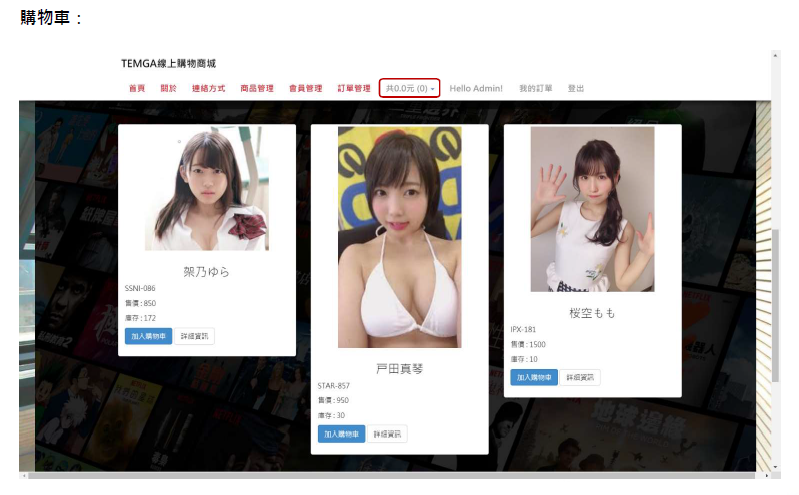 購物車：
TEMGA線上購物商城
首頁 關於 連絡方式 商品管理 會員管理 訂單管理 共0.0元 (0) Hello Admin! 我的訂單 登出
架乃ゆら
SSNI-086
售價 : 850
庫存 : 172
加入購物車 詳細資訊
戸田真琴
STAR-857
售價 : 950
庫存 : 30
加入購物車 詳細資訊
桜空もも
IPX-181
售價 : 1500
庫存 : 10
加入購物車 詳細資訊